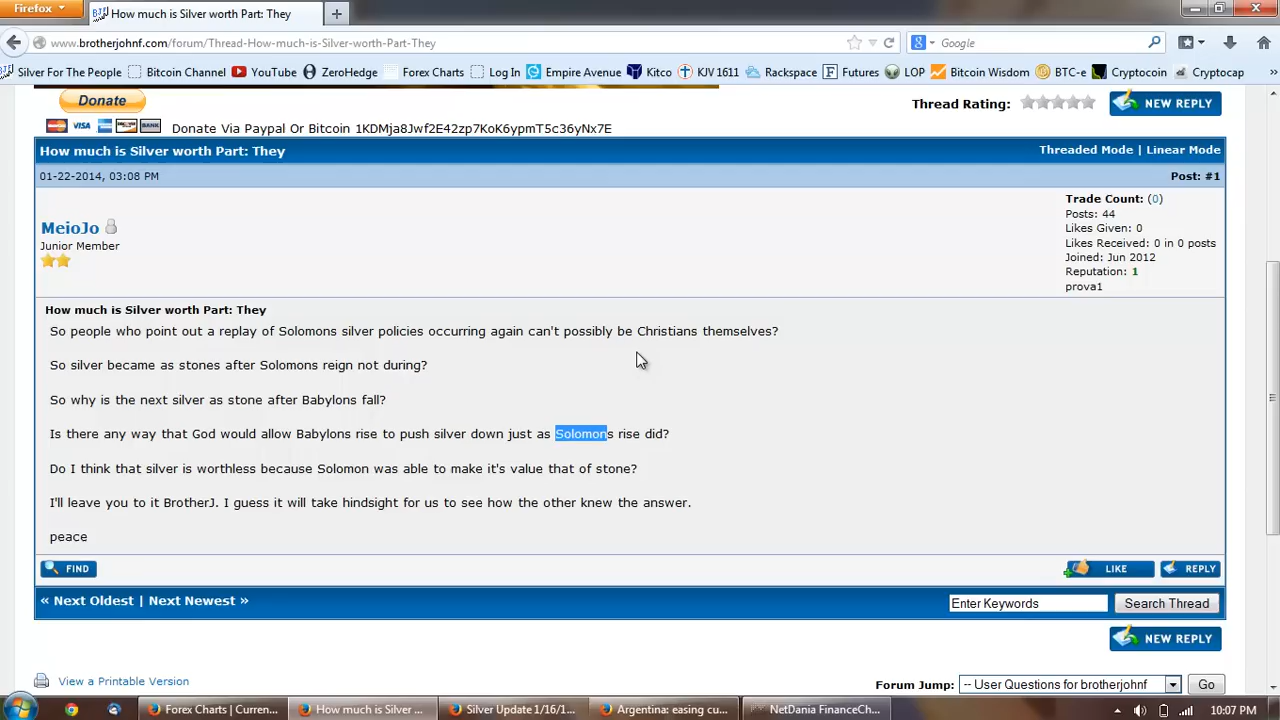 Firefox
How much is Silver worth Part: They
www.brotherjohnf.com/forum/Thread-How-much-is-Silver-worth-Part-They
Google
Silver For The People Bitcoin Channel YouTube ZeroHedge Forex Charts Log In Empire Avenue Kitco KJV 1611 Rackspace Futures LOP Bitcoin Wisdom BTC-e Cryptocoin Cryptocap »
Donate
Thread Rating:
NEW REPLY
VISA BANK
Donate Via Paypal Or Bitcoin 1KDMja8Jwf2E42zp7KoK6ypmT5c36yNx7E
How much is Silver worth Part: They
Threaded Mode | Linear Mode
01-22-2014, 03:08 PM
Post: #1
MeioJo
Junior Member
Trade Count: (0)
Posts: 44
Likes Given: 0
Likes Received: 0 in 0 posts
Joined: Jun 2012
Reputation: 1
prova1
How much is Silver worth Part: They
So people who point out a replay of Solomons silver policies occurring again can't possibly be Christians themselves?
So silver became as stones after Solomons reign not during?
So why is the next silver as stone after Babylons fall?
Is there any way that God would allow Babylons rise to push silver down just as Solomons rise did?
Do I think that silver is worthless because Solomon was able to make it's value that of stone?
I'll leave you to it BrotherJ. I guess it will take hindsight for us to see how the other knew the answer.
peace
FIND
LIKE
REPLY
« Next Oldest | Next Newest »
Enter Keywords
Search Thread
NEW REPLY
View a Printable Version
Forum Jump:
-- User Questions for brotherjohnf
Go
Forex Charts | Curren...
How much is Silver ...
Silver Update 1/16/1...
Argentina: easing cu...
NetDania FinanceCh...
10:07 PM